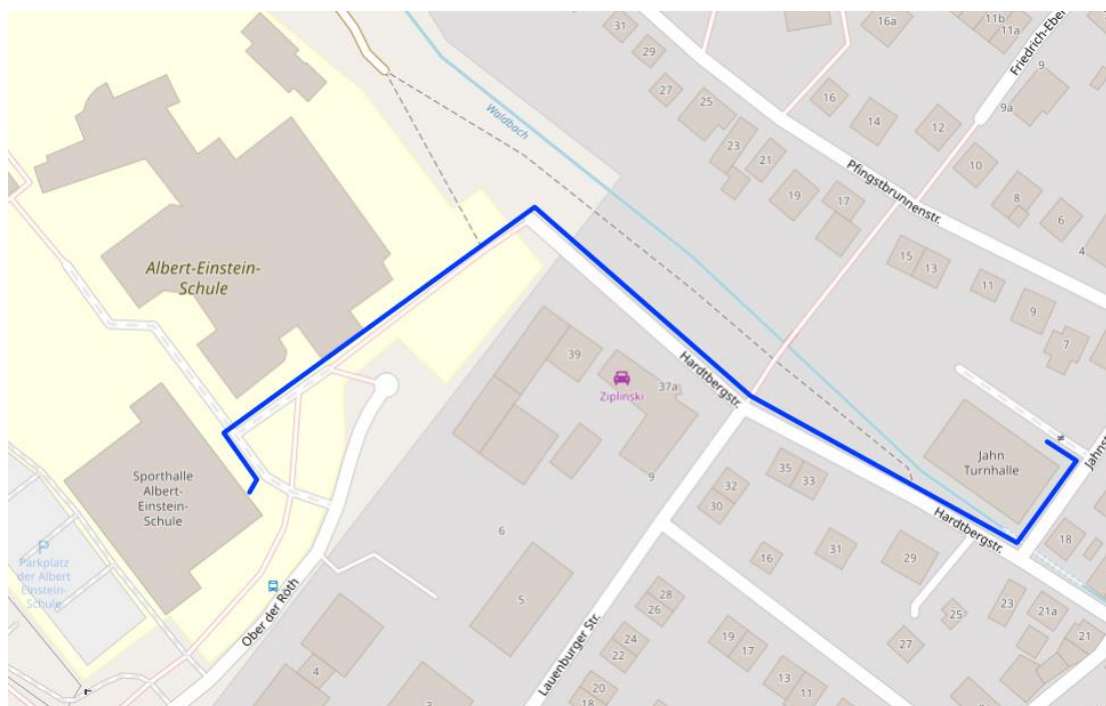 31
29
27
25
23
21
19
17
16a
11b
11a
Friedrich-Eber
9
9a
16
14
12
10
8
6
4
Waldbach
Pfingstbrunnenstr.
15
13
11
9
7
Albert-Einstein-
Schule
39
37a
Ziplinski
Hardtbergstr.
9
Sporthalle
Albert-
Einstein-
Schule
P
Parkplatz
der Albert
Einstein-
Schule
Jahn
Turnhalle
Jahnst
Hardtbergstr.
35
33
32
30
6
16
31
29
18
5
28
26
24
22
20
18
19
17
13
11
25
23
21a
21
27
Ober der Röth
Lauenburger Str.
4